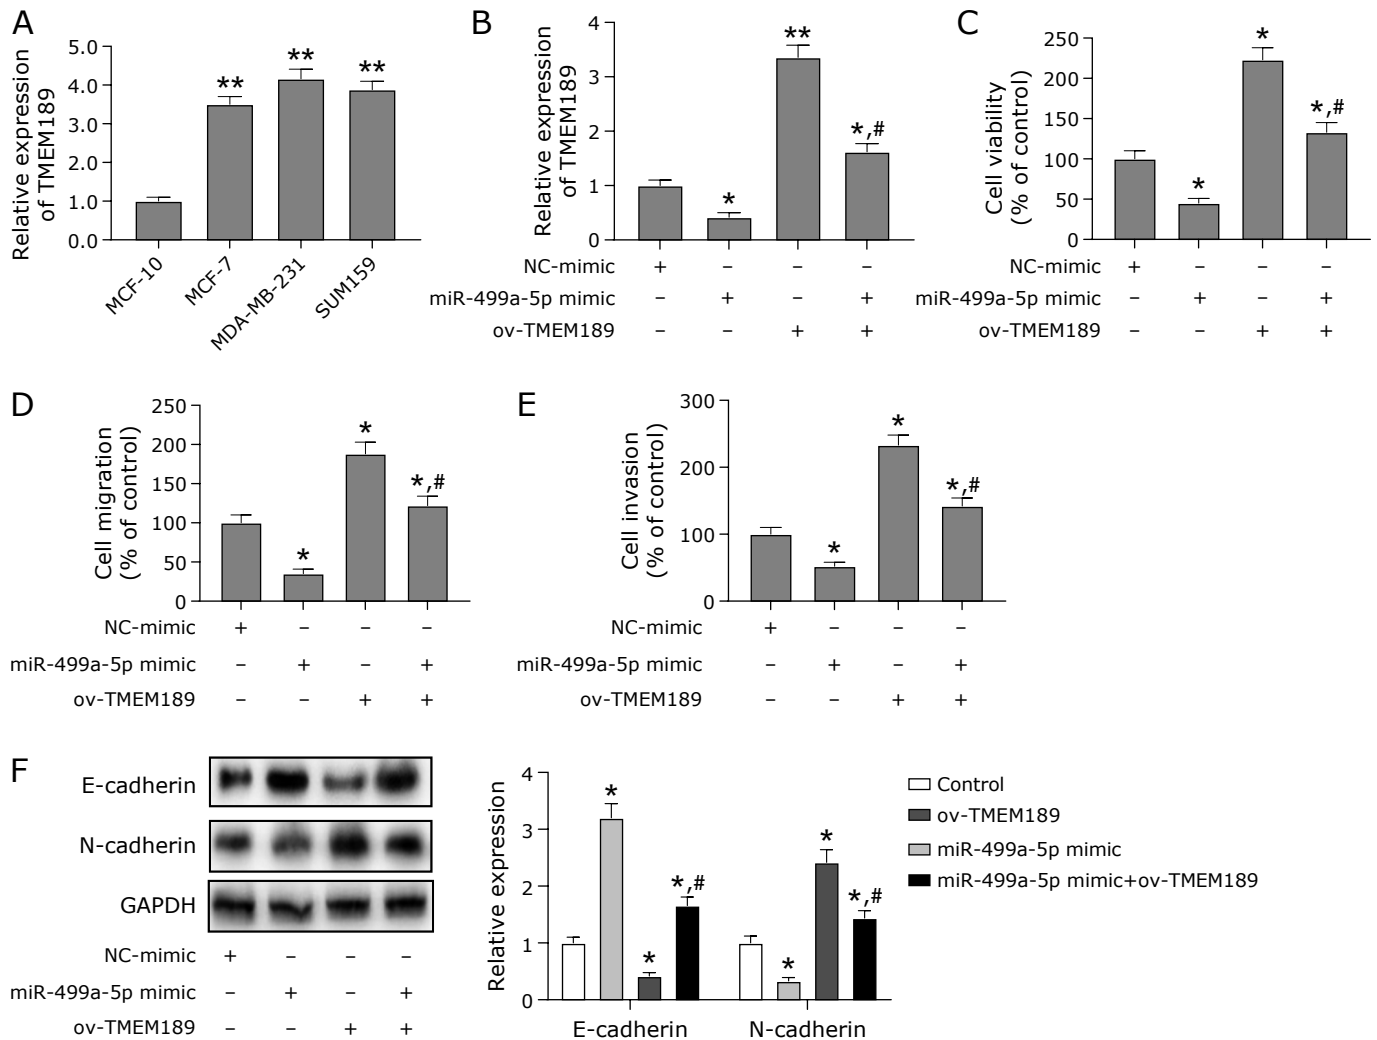 A
Relative expression
of TMEM189
5.0
4.0
3.0
2.0
1.0
0.0
**
**
**
MCF-10
MCF-7
MDA-MB-231
SUM159
B
Relative expression
of TMEM189
4
3
2
1
0
*
**
*,#
NC-mimic + – – –
miR-499a-5p mimic – + – +
ov-TMEM189 – – + +
C
Cell viability
(% of control)
250
200
150
100
50
0
*
*
*,#
NC-mimic + – – –
miR-499a-5p mimic – + – +
ov-TMEM189 – – + +
D
Cell migration
(% of control)
250
200
150
100
50
0
*
*
*,#
NC-mimic + – – –
miR-499a-5p mimic – + – +
ov-TMEM189 – – + +
E
Cell invasion
(% of control)
300
200
100
0
*
*
*,#
NC-mimic + – – –
miR-499a-5p mimic – + – +
ov-TMEM189 – – + +
F
E-cadherin
N-cadherin
GAPDH
NC-mimic + – – –
miR-499a-5p mimic – + – +
ov-TMEM189 – – + +
Relative expression
4
3
2
1
0
*
*
*,#
*
*
*,#
E-cadherin
N-cadherin
Control
ov-TMEM189
miR-499a-5p mimic
miR-499a-5p mimic+ov-TMEM189